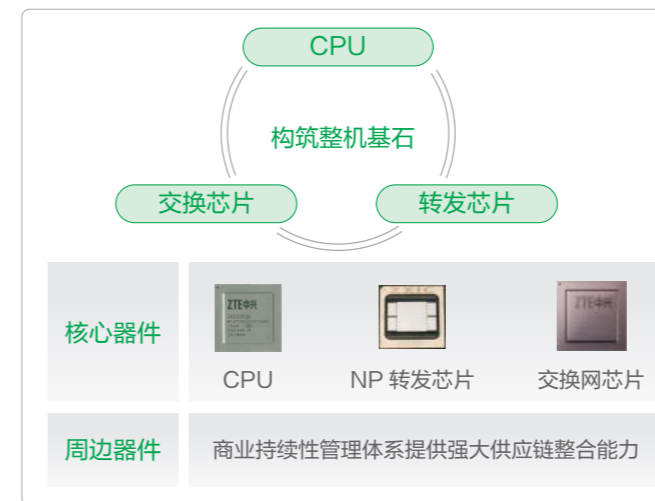 CPU
构筑整机基石
交换芯片
转发芯片
核心器件
ZTE中兴
ZXIC
ZTE中兴
CPU
NP 转发芯片
交换网芯片
周边器件
商业持续性管理体系提供强大供应链整合能力